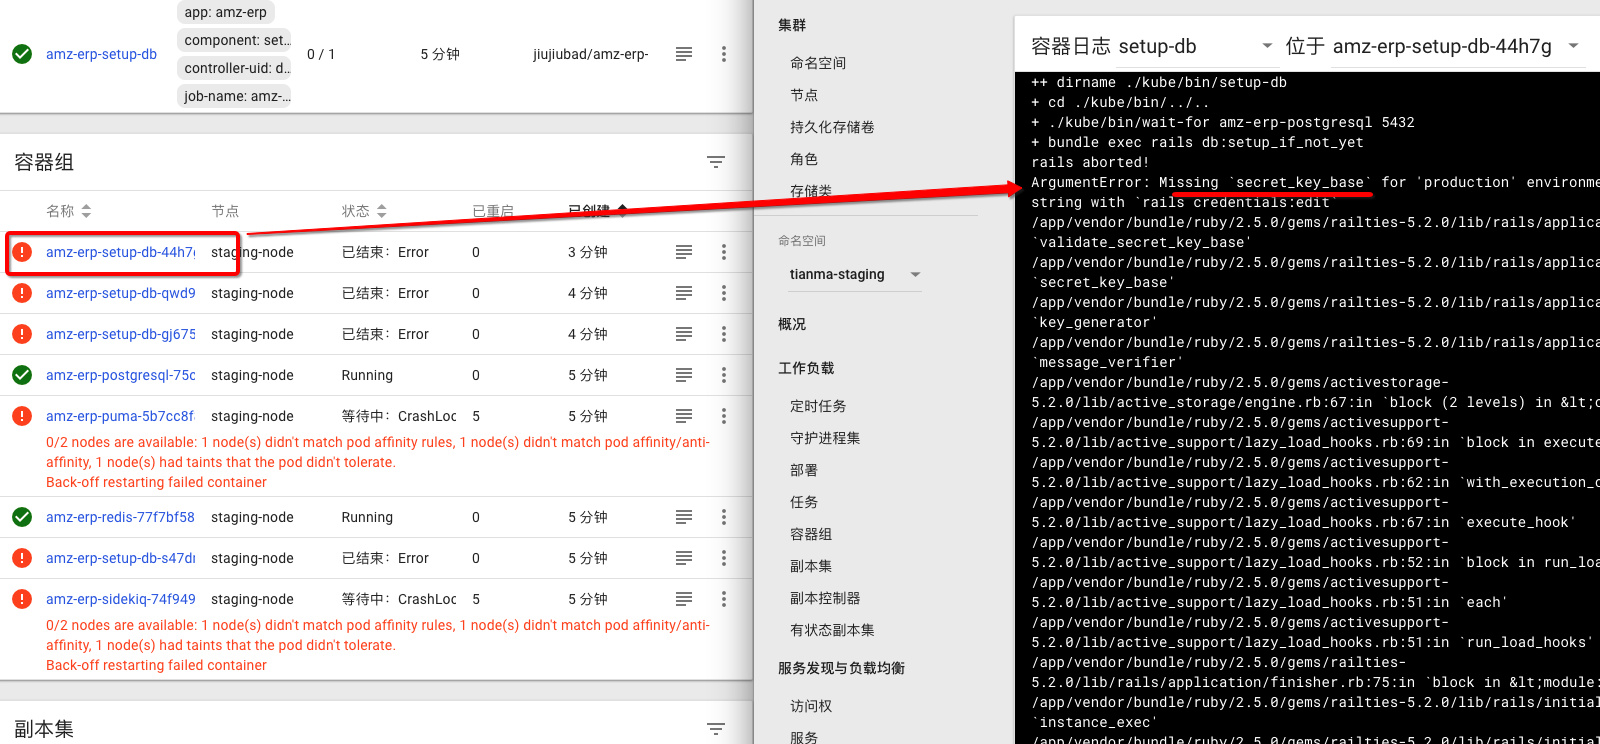 app: amz-erp
component: set...
amz-erp-setup-db
0 / 1
5 分钟
jiujiubad/amz-erp-
controller-uid: d...
job-name: amz-...
容器组
名称
节点
状态
已重启
已创建
amz-erp-setup-db-44h7
staging-node
已结束：Error
0
3 分钟
amz-erp-setup-db-qwd9
staging-node
已结束：Error
0
4 分钟
amz-erp-setup-db-gj675
staging-node
已结束：Error
0
4 分钟
amz-erp-postgresql-75c
staging-node
Running
0
5 分钟
amz-erp-puma-5b7cc8f
staging-node
等待中：CrashLoc
5
5 分钟
0/2 nodes are available: 1 node(s) didn't match pod affinity rules, 1 node(s) didn't match pod affinity/anti-
affinity, 1 node(s) had taints that the pod didn't tolerate.
Back-off restarting failed container
amz-erp-redis-77f7bf58
staging-node
Running
0
5 分钟
amz-erp-setup-db-s47d
staging-node
已结束：Error
0
5 分钟
amz-erp-sidekiq-74f949
staging-node
等待中：CrashLoc
5
5 分钟
0/2 nodes are available: 1 node(s) didn't match pod affinity rules, 1 node(s) didn't match pod affinity/anti-
affinity, 1 node(s) had taints that the pod didn't tolerate.
Back-off restarting failed container
副本集
集群
命名空间
节点
持久化存储卷
角色
存储类
命名空间
tianma-staging
概况
工作负载
定时任务
守护进程集
部署
任务
容器组
副本集
副本控制器
有状态副本集
服务发现与负载均衡
访问权
服务
容器日志 setup-db 位于 amz-erp-setup-db-44h7g
++ dirname ./kube/bin/setup-db
+ cd ./kube/bin/../..
+ ./kube/bin/wait-for amz-erp-postgresql 5432
+ bundle exec rails db:setup_if_not_yet
rails aborted!
ArgumentError: Missing `secret_key_base` for 'production' environme
string with `rails credentials:edit`
/app/vendor/bundle/ruby/2.5.0/gems/railties-5.2.0/lib/rails/applica
`validate_secret_key_base'
/app/vendor/bundle/ruby/2.5.0/gems/railties-5.2.0/lib/rails/applica
`secret_key_base'
/app/vendor/bundle/ruby/2.5.0/gems/railties-5.2.0/lib/rails/applica
`key_generator'
/app/vendor/bundle/ruby/2.5.0/gems/railties-5.2.0/lib/rails/applica
`message_verifier'
/app/vendor/bundle/ruby/2.5.0/gems/activestorage-
5.2.0/lib/active_storage/engine.rb:67:in `block (2 levels) in &lt;c
/app/vendor/bundle/ruby/2.5.0/gems/activesupport-
5.2.0/lib/active_support/lazy_load_hooks.rb:69:in `block in execute
/app/vendor/bundle/ruby/2.5.0/gems/activesupport-
5.2.0/lib/active_support/lazy_load_hooks.rb:62:in `with_execution_c
/app/vendor/bundle/ruby/2.5.0/gems/activesupport-
5.2.0/lib/active_support/lazy_load_hooks.rb:67:in `execute_hook'
/app/vendor/bundle/ruby/2.5.0/gems/activesupport-
5.2.0/lib/active_support/lazy_load_hooks.rb:52:in `block in run_loa
/app/vendor/bundle/ruby/2.5.0/gems/activesupport-
5.2.0/lib/active_support/lazy_load_hooks.rb:51:in `each'
/app/vendor/bundle/ruby/2.5.0/gems/activesupport-
5.2.0/lib/active_support/lazy_load_hooks.rb:51:in `run_load_hooks'
/app/vendor/bundle/ruby/2.5.0/gems/railties-
5.2.0/lib/rails/application/finisher.rb:75:in `block in &lt;module:
/app/vendor/bundle/ruby/2.5.0/gems/railties-5.2.0/lib/rails/initial
`instance_exec'
/app/vendor/bundle/ruby/2.5.0/gems/railties-5.2.0/lib/rails/initial